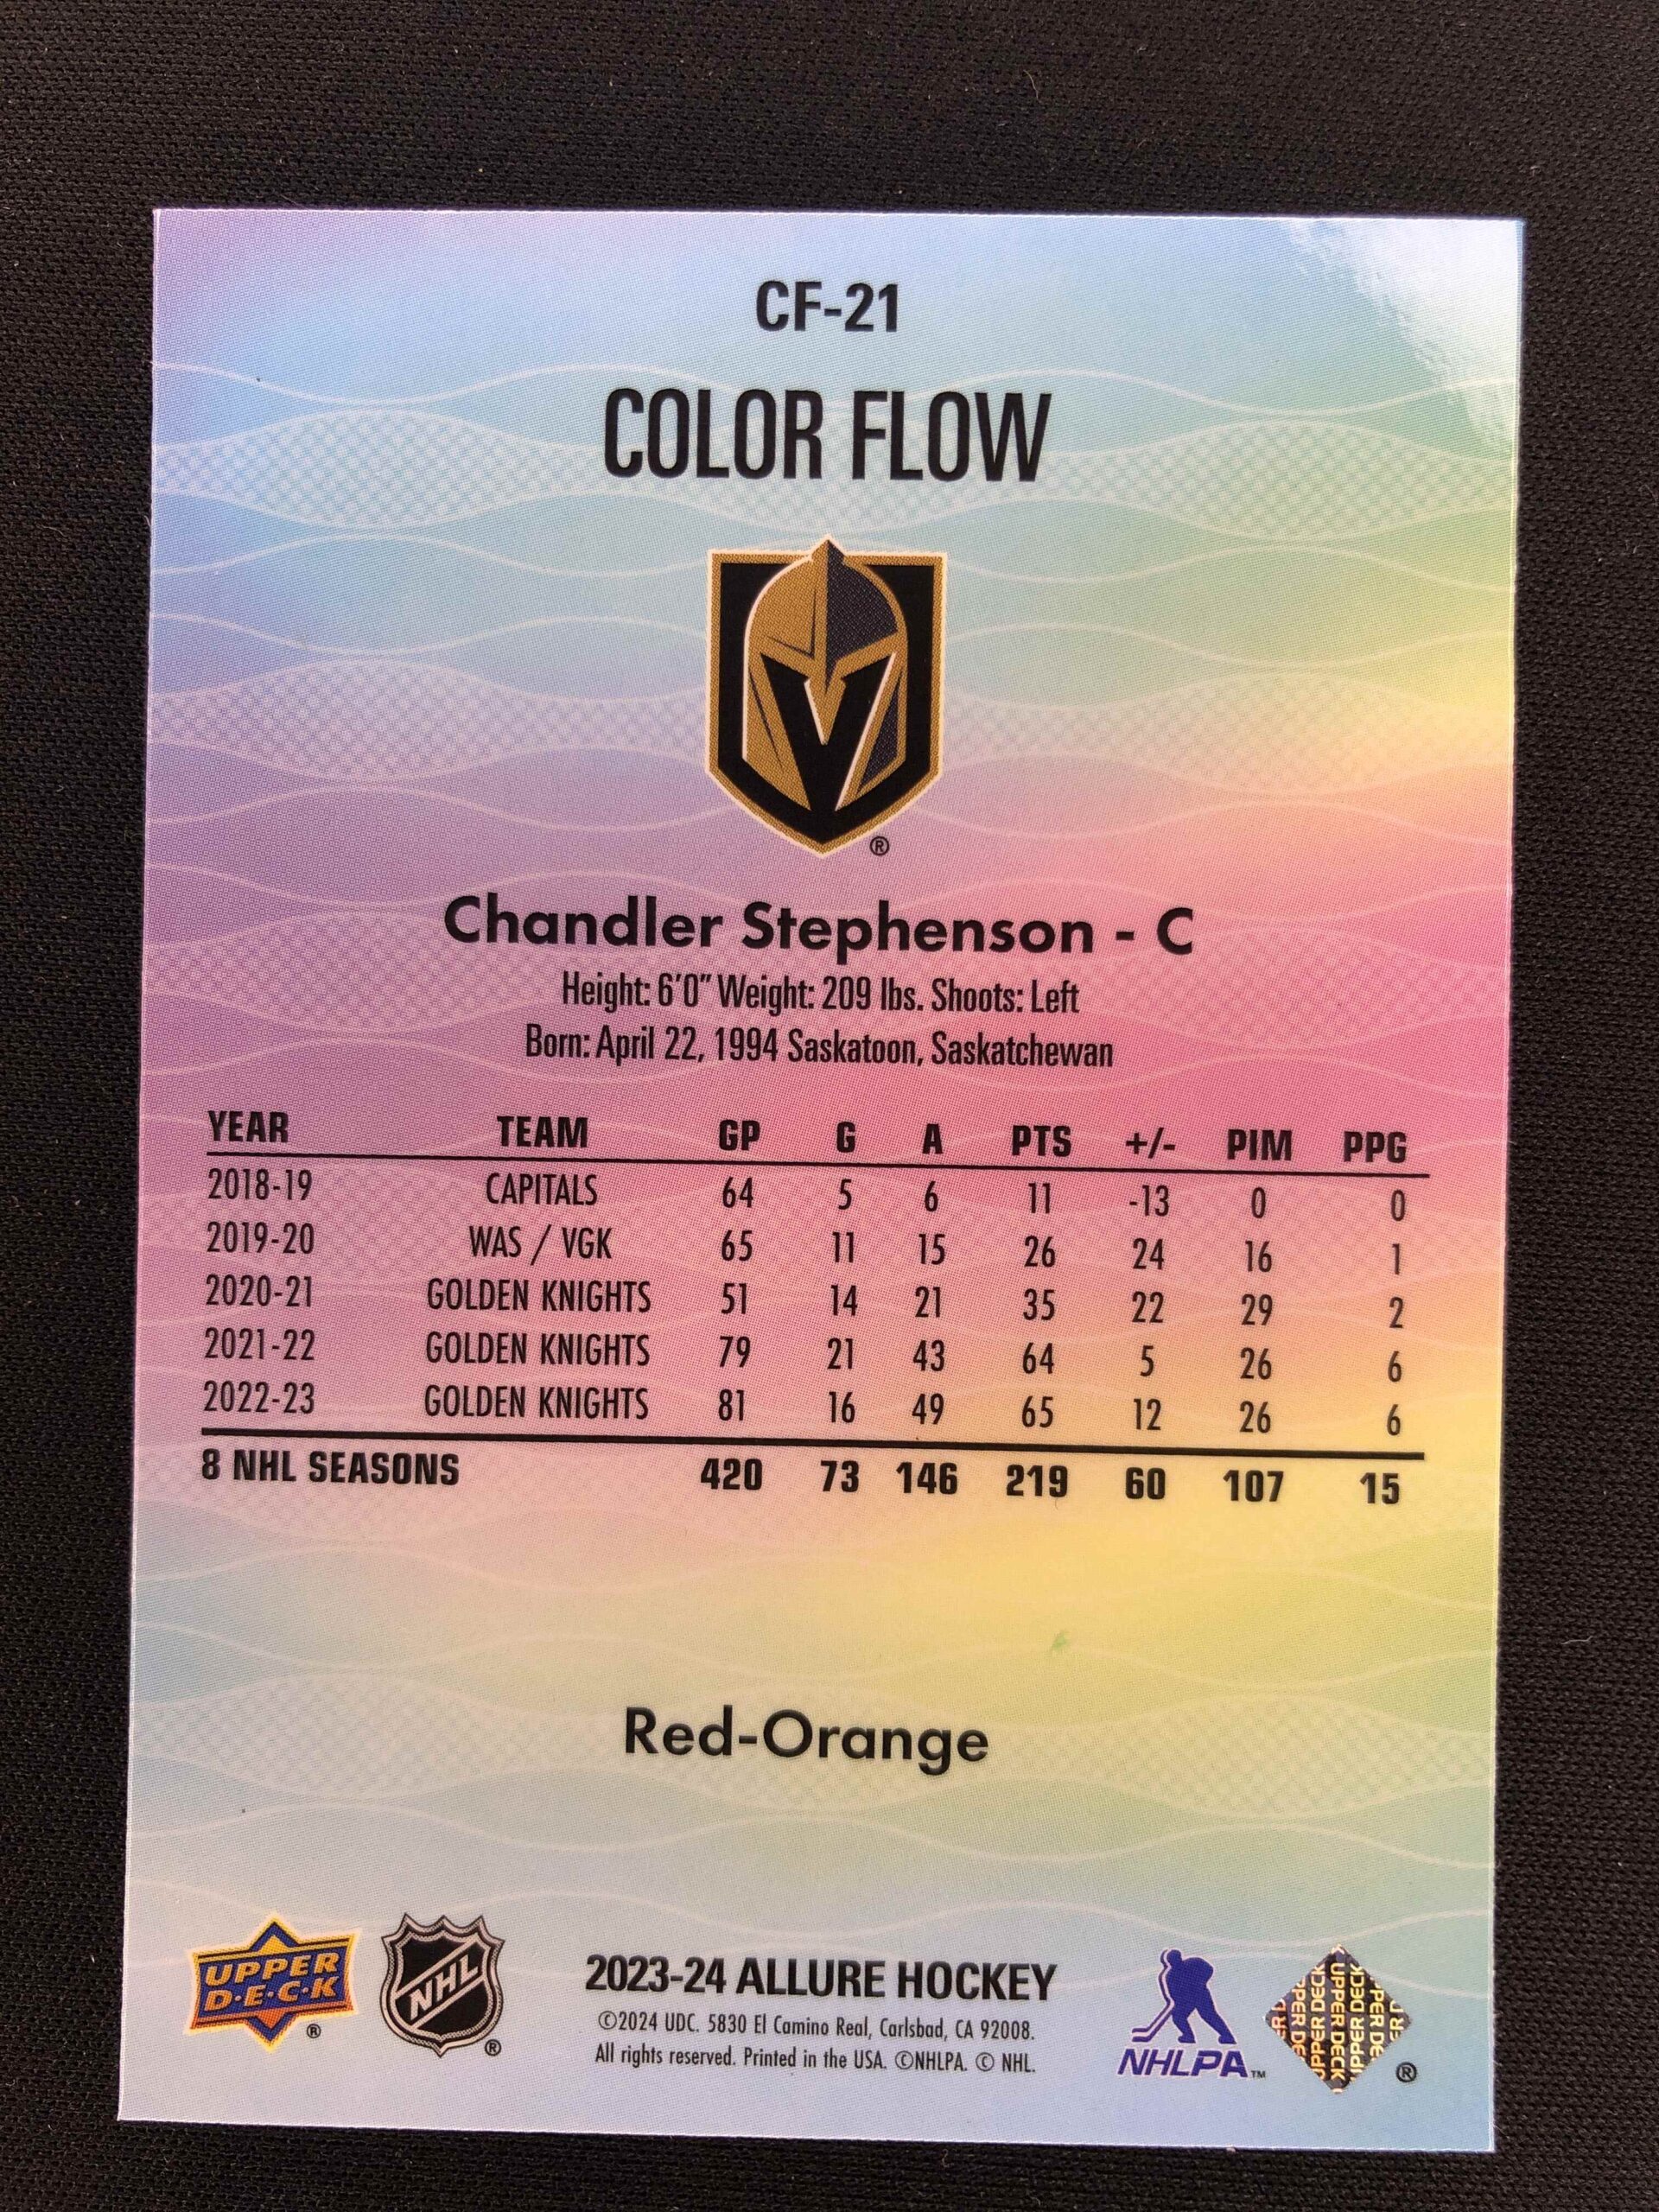 CF-21
COLOR FLOW
®
Chandler Stephenson - C
Height: 6'0" Weight: 209 lbs. Shoots: Left
Born: April 22, 1994 Saskatoon, Saskatchewan
YEAR TEAM GP G A PTS +/- PIM PPG
2018-19 CAPITALS 64 5 6 11 -13 0 0
2019-20 WAS / VGK 65 11 15 26 24 16 1
2020-21 GOLDEN KNIGHTS 51 14 21 35 22 29 2
2021-22 GOLDEN KNIGHTS 79 21 43 64 5 26 6
2022-23 GOLDEN KNIGHTS 81 16 49 65 12 26 6
8 NHL SEASONS 420 73 146 219 60 107 15
Red-Orange
UPPER
D·E·C·K
®
NHL
®
2023-24 ALLURE HOCKEY
©2024 UDC. 5830 El Camino Real, Carlsbad, CA 92008.
All rights reserved. Printed in the USA. ©NHLPA. © NHL.
NHLPA™
UPPER DECK
UPPER DECK
®